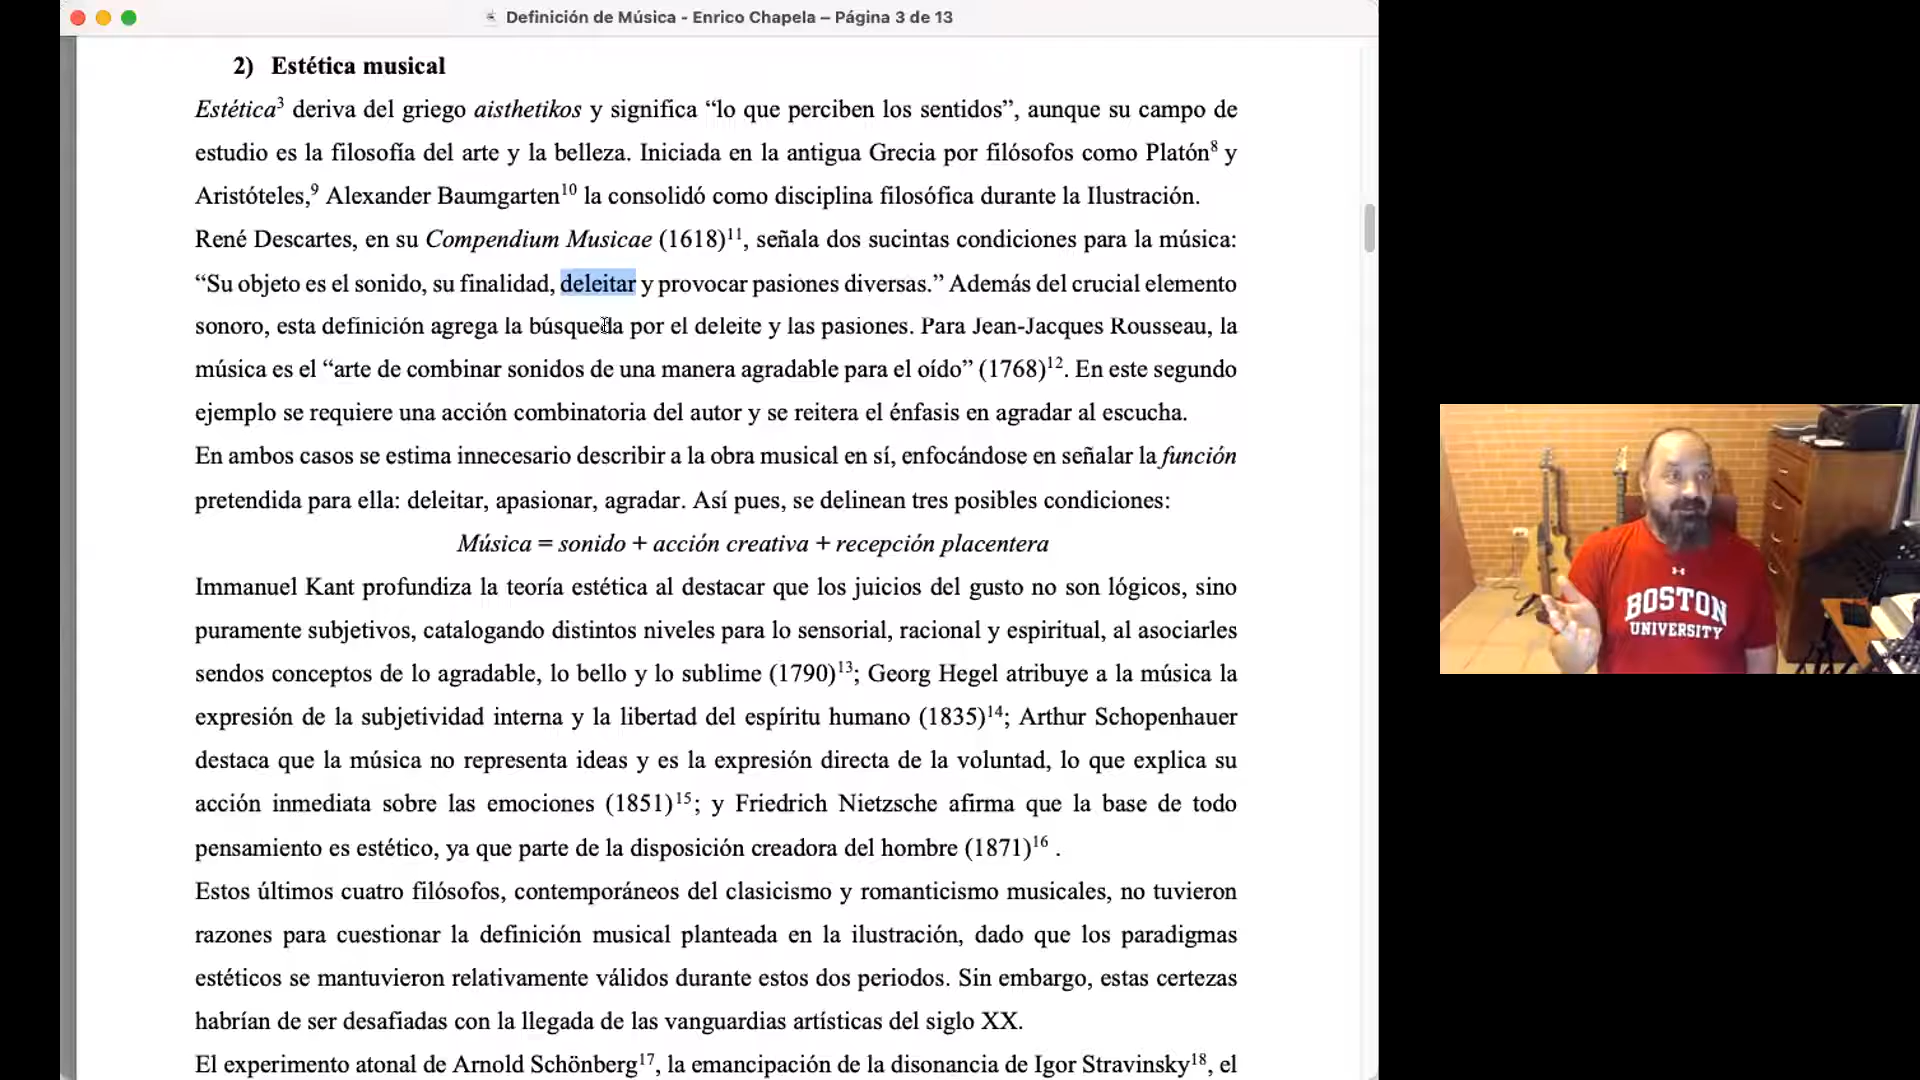 Definición de Música - Enrico Chapela – Página 3 de 13
2) Estética musical
Estética³ deriva del griego aisthetikos y significa “lo que perciben los sentidos”, aunque su campo de
estudio es la filosofía del arte y la belleza. Iniciada en la antigua Grecia por filósofos como Platón⁸ y
Aristóteles,⁹ Alexander Baumgarten¹⁰ la consolidó como disciplina filosófica durante la Ilustración.
René Descartes, en su Compendium Musicae (1618)¹¹, señala dos sucintas condiciones para la música:
“Su objeto es el sonido, su finalidad, deleitar y provocar pasiones diversas.” Además del crucial elemento
sonoro, esta definición agrega la búsqueda por el deleite y las pasiones. Para Jean-Jacques Rousseau, la
música es el “arte de combinar sonidos de una manera agradable para el oído” (1768)¹². En este segundo
ejemplo se requiere una acción combinatoria del autor y se reitera el énfasis en agradar al escucha.
En ambos casos se estima innecesario describir a la obra musical en sí, enfocándose en señalar la función
pretendida para ella: deleitar, apasionar, agradar. Así pues, se delinean tres posibles condiciones:
Música = sonido + acción creativa + recepción placentera
Immanuel Kant profundiza la teoría estética al destacar que los juicios del gusto no son lógicos, sino
puramente subjetivos, catalogando distintos niveles para lo sensorial, racional y espiritual, al asociarles
sendos conceptos de lo agradable, lo bello y lo sublime (1790)¹³; Georg Hegel atribuye a la música la
expresión de la subjetividad interna y la libertad del espíritu humano (1835)¹⁴; Arthur Schopenhauer
destaca que la música no representa ideas y es la expresión directa de la voluntad, lo que explica su
acción inmediata sobre las emociones (1851)¹⁵; y Friedrich Nietzsche afirma que la base de todo
pensamiento es estético, ya que parte de la disposición creadora del hombre (1871)¹⁶ .
Estos últimos cuatro filósofos, contemporáneos del clasicismo y romanticismo musicales, no tuvieron
razones para cuestionar la definición musical planteada en la ilustración, dado que los paradigmas
estéticos se mantuvieron relativamente válidos durante estos dos periodos. Sin embargo, estas certezas
habrían de ser desafiadas con la llegada de las vanguardias artísticas del siglo XX.
El experimento atonal de Arnold Schönberg¹⁷, la emancipación de la disonancia de Igor Stravinsky¹⁸, el
BOSTON
UNIVERSITY